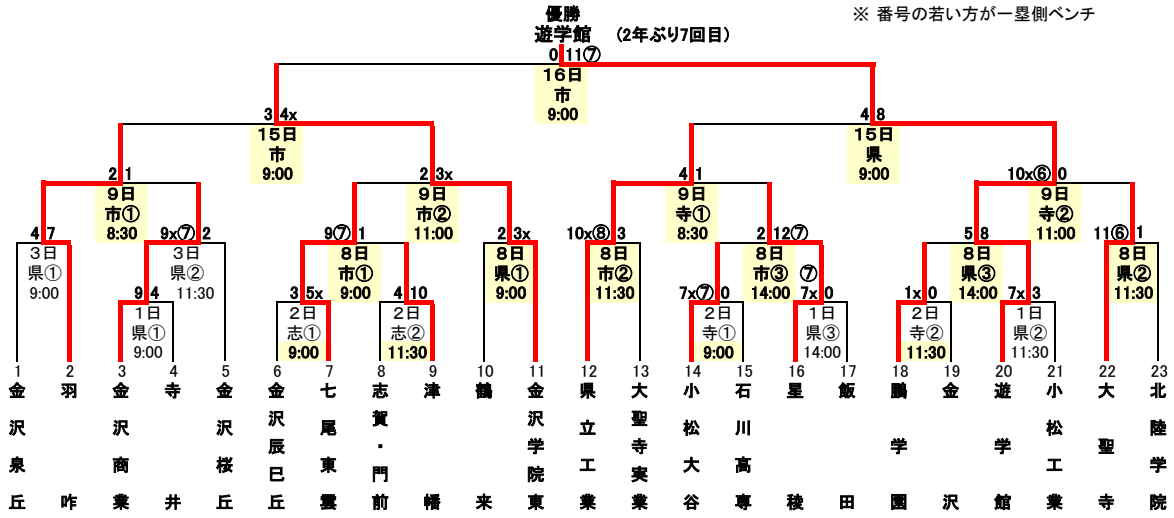 優勝
遊学館 (2年ぶり7回目)
※ 番号の若い方が一塁側ベンチ
0 11⑦
16日
市
9:00
3 4x
15日
市
9:00
4 8
15日
県
9:00
2 1
9日
市①
8:30
2 3x
9日
市②
11:00
4 1
9日
寺①
8:30
10x⑥ 0
9日
寺②
11:00
4 7
3日
県①
9:00
9x⑦ 2
3日
県②
11:30
9⑦ 1
8日
市①
9:00
2 3x
8日
県①
9:00
10x⑧ 3
8日
市②
11:30
2 12⑦
8日
市③
14:00
5 8
8日
県③
14:00
11⑥ 1
8日
県②
11:30
9 4
1日
県①
9:00
3 5x
2日
志①
9:00
4 10
2日
志②
11:30
7x⑦ 0
2日
寺①
9:00
⑦
7x 0
1日
県③
14:00
1x 0
2日
寺②
11:30
7x 3
1日
県②
11:30
1 2 3 4 5 6 7 8 9 10 11 12 13 14 15 16 17 18 19 20 21 22 23
金沢泉丘
羽咋
金沢商業
寺井
金沢桜丘
金沢辰巳丘
七尾東雲
志賀・門前
津幡
鶴来
金沢学院東
県立工業
大聖寺実業
小松大谷
石川高専
星稜
飯田
鵬学園
金沢
遊学館
小松工業
大聖寺
北陸学院